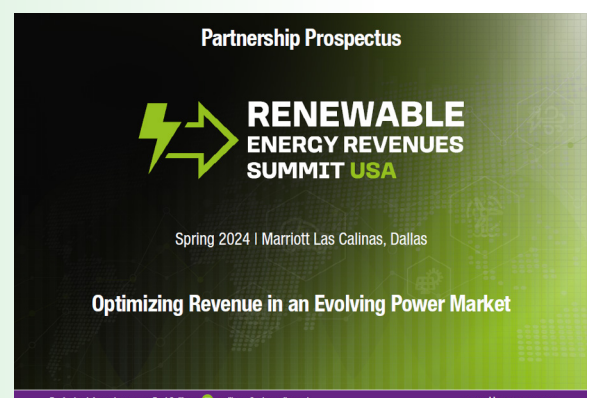 Partnership Prospectus
RENEWABLE
ENERGY REVENUES
SUMMIT USA
Spring 2024 | Marriott Las Calinas, Dallas
Optimizing Revenue in an Evolving Power Market